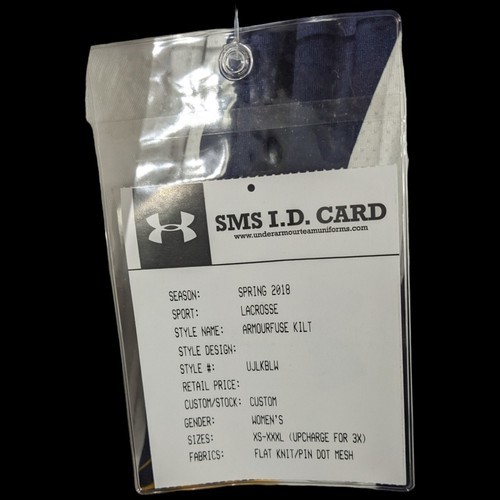 SMS I.D. CARD
www.underarmourteamuniforms.com
SEASON: SPRING 2018
SPORT: LACROSSE
STYLE NAME: ARMOURFUSE KILT
STYLE DESIGN:
STYLE #: UJLKBLW
RETAIL PRICE:
CUSTOM/STOCK: CUSTOM
GENDER: WOMEN'S
SIZES: XS-XXXL (UPCHARGE FOR 3X)
FABRICS: FLAT KNIT/PIN DOT MESH